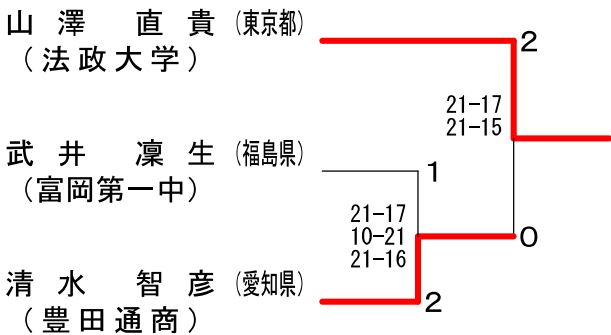 山澤 直貴 (東京都)
(法政大学)
2
21-17
21-15
武井 凜生 (福島県)
(富岡第一中)
1
21-17
10-21
21-16
0
清水 智彦 (愛知県)
(豊田通商)
2